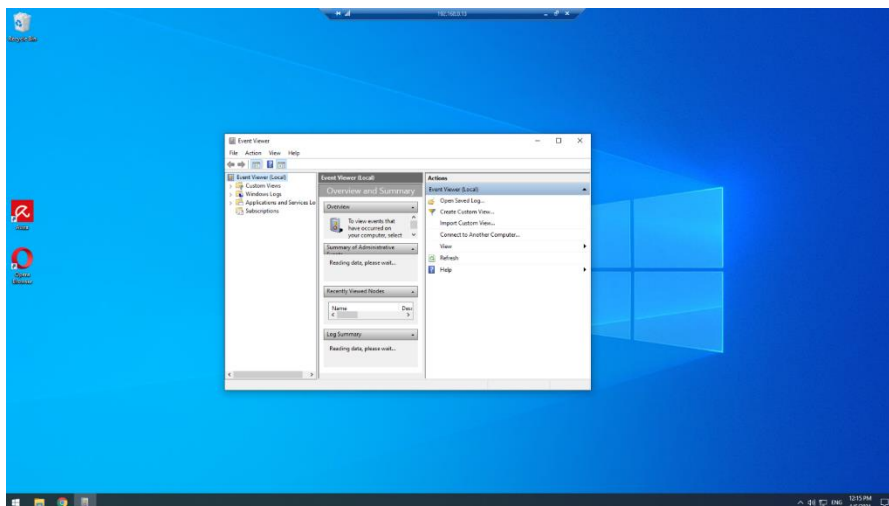 Recycle Bin
Event Viewer
File Action View Help
Event Viewer (Local)
Custom Views
Windows Logs
Applications and Services Lo
Subscriptions
Event Viewer (Local)
Overview and Summary
Overview
To view events that
have occurred on
your computer, select
Summary of Administrative
Reading data, please wait...
Recently Viewed Nodes
Name
Log Summary
Reading data, please wait...
Actions
Event Viewer (Local)
Open Saved Log...
Create Custom View...
Import Custom View...
Connect to Another Computer...
View
Refresh
Help
Opera
ENG
12:15 PM